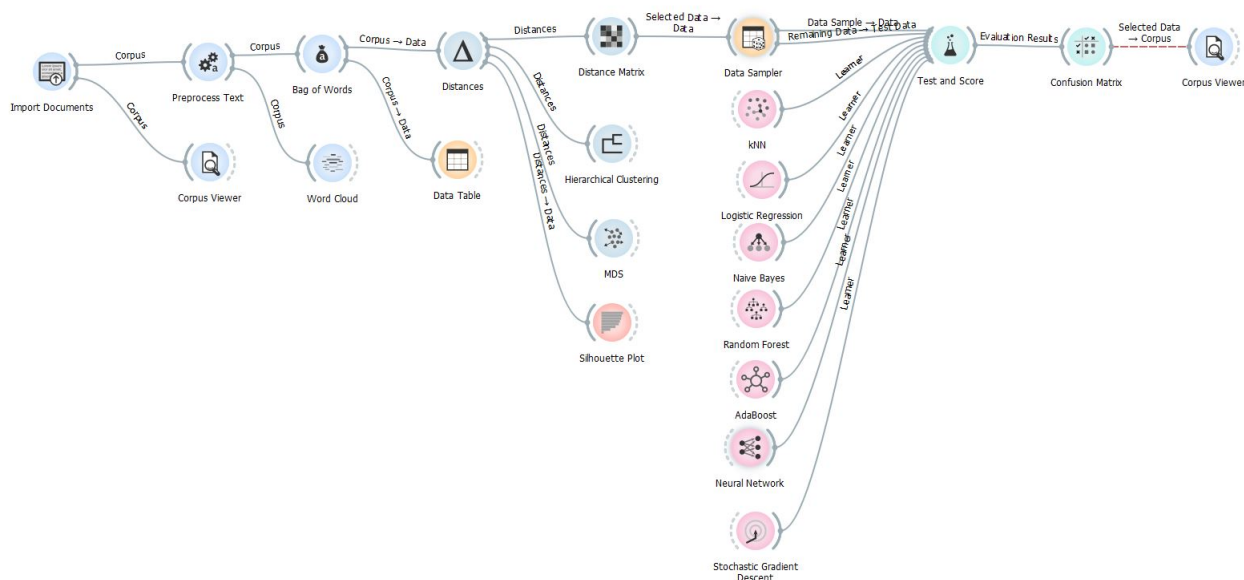 Selected Data →
Data
Data Sample → Data
Remaining Data → Test Data
Selected Data
→ Corpus
Corpus
Corpus
Corpus → Data
Distances
Evaluation Results
Import Documents
Preprocess Text
Bag of Words
Distances
Distance Matrix
Data Sampler
Test and Score
Confusion Matrix
Corpus Viewer
Corpus
Corpus
Corpus → Data
Distances
Distances
Distances → Data
Learner
Learner
Learner
Learner
Learner
Learner
Learner
kNN
Corpus Viewer
Word Cloud
Data Table
Hierarchical Clustering
Logistic Regression
MDS
Naive Bayes
Silhouette Plot
Random Forest
AdaBoost
Neural Network
Stochastic Gradient
Descent